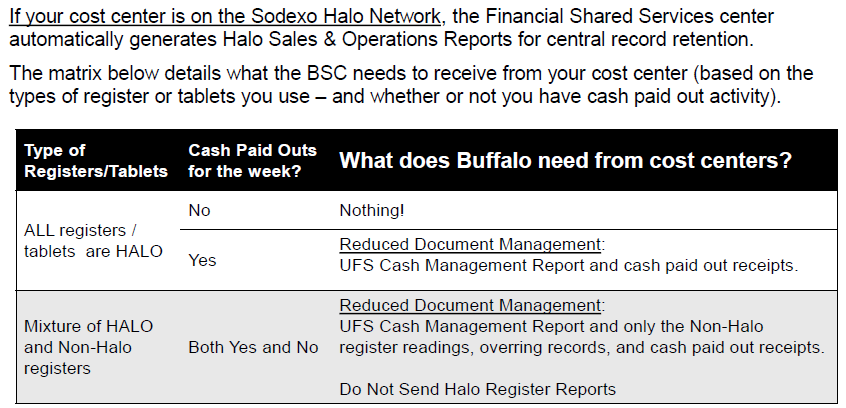 If your cost center is on the Sodexo Halo Network, the Financial Shared Services center
automatically generates Halo Sales & Operations Reports for central record retention.
The matrix below details what the BSC needs to receive from your cost center (based on the
types of register or tablets you use – and whether or not you have cash paid out activity).
Type of
Registers/Tablets
Cash Paid Outs
for the week?
What does Buffalo need from cost centers?
ALL registers /
tablets are HALO
No
Nothing!
Yes
Reduced Document Management:
UFS Cash Management Report and cash paid out receipts.
Mixture of HALO
and Non-Halo
registers
Both Yes and No
Reduced Document Management:
UFS Cash Management Report and only the Non-Halo
register readings, overring records, and cash paid out receipts.
Do Not Send Halo Register Reports